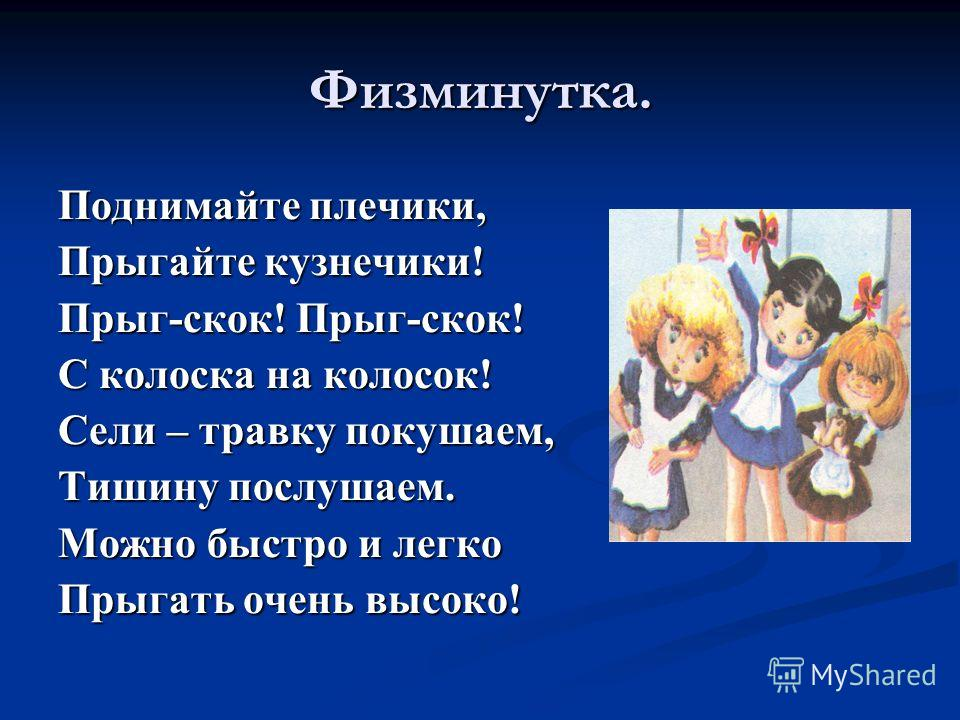 Физминутка.
Поднимайте плечики,
Прыгайте кузнечики!
Прыг-скок! Прыг-скок!
С колоска на колосок!
Сели – травку покушаем,
Тишину послушаем.
Можно быстро и легко
Прыгать очень высоко!
MyShared